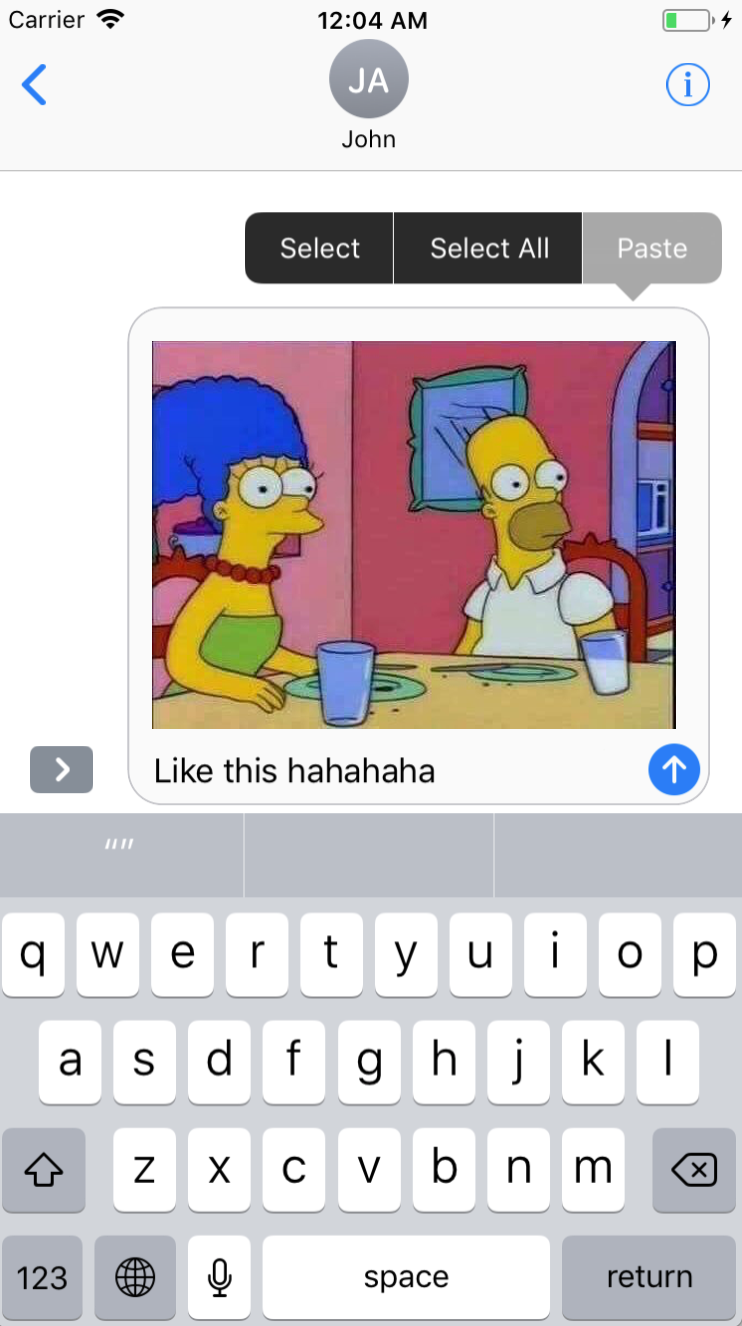 Carrier 12:04 AM
JA
i
John
Select Select All Paste
Like this hahahaha
“”
q w e r t y u i o p
a s d f g h j k l
z x c v b n m
123 space return